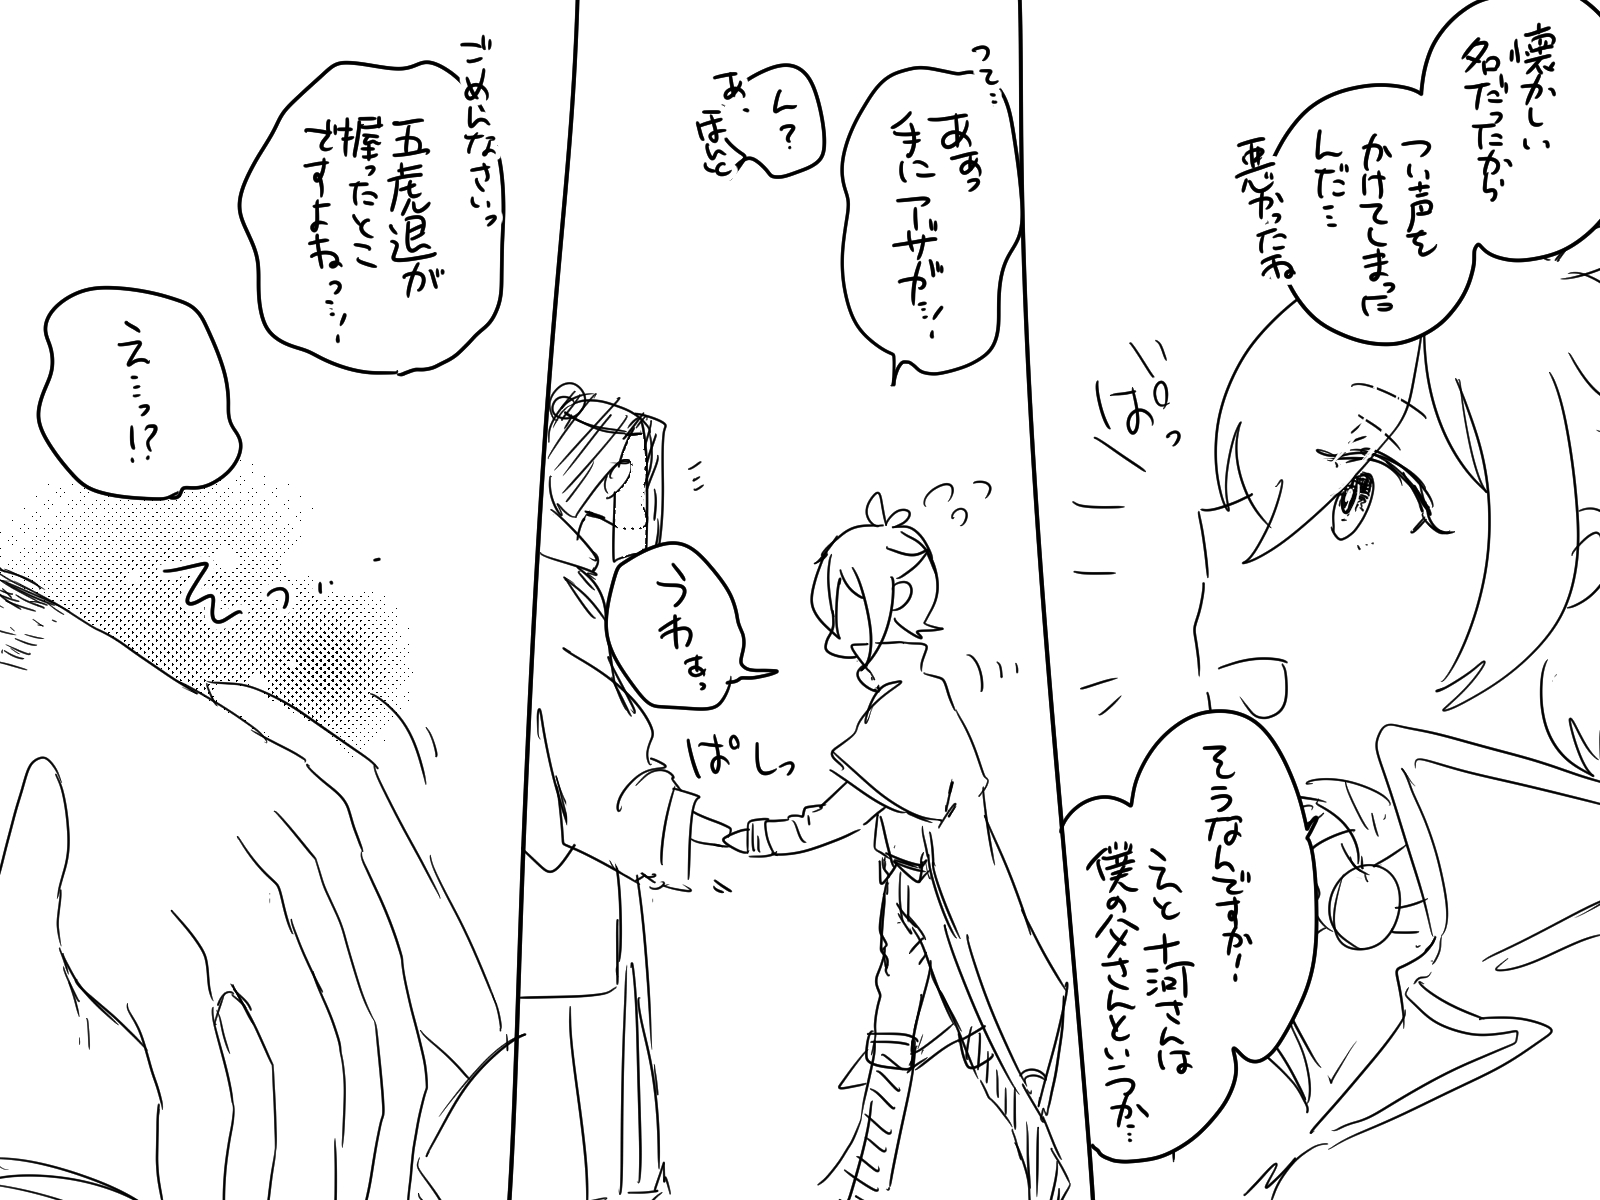 懐かしい
名だったから
つい声を
かけてしまった
んだ…
悪かったね
ぱっ
そうなんですか!
えと十河さんは
僕の父さんというか…
って…
ああっ
手にアザが…!
ん?
あ、
ほんと
うわぁっ
ぱしっ
ごめんなさいっ
五虎退が
握ったとこ
ですよねっ…!
え…っ!?
そっ…